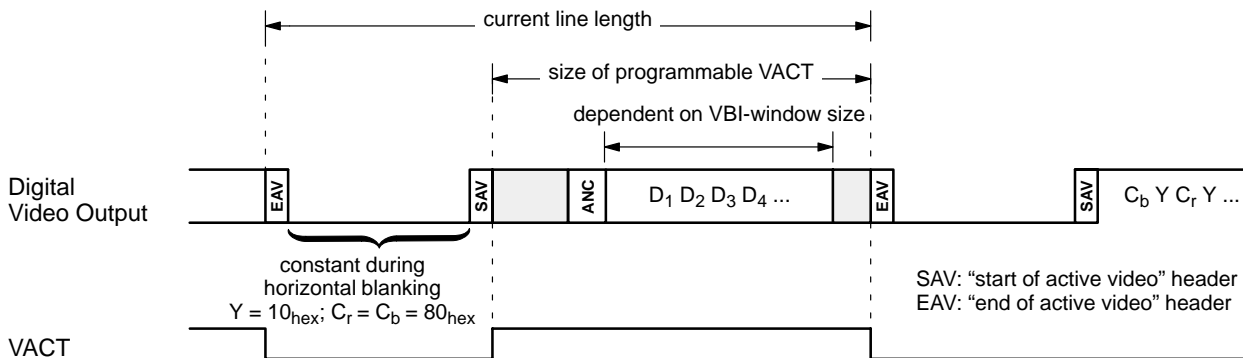 current line length
size of programmable VACT
dependent on VBI-window size
Digital
Video Output
EAV
SAV
ANC
D1 D2 D3 D4 ...
EAV
SAV
Cb Y Cr Y ...
constant during
horizontal blanking
Y = 10hex; Cr = Cb = 80hex
SAV: “start of active video” header
EAV: “end of active video” header
VACT